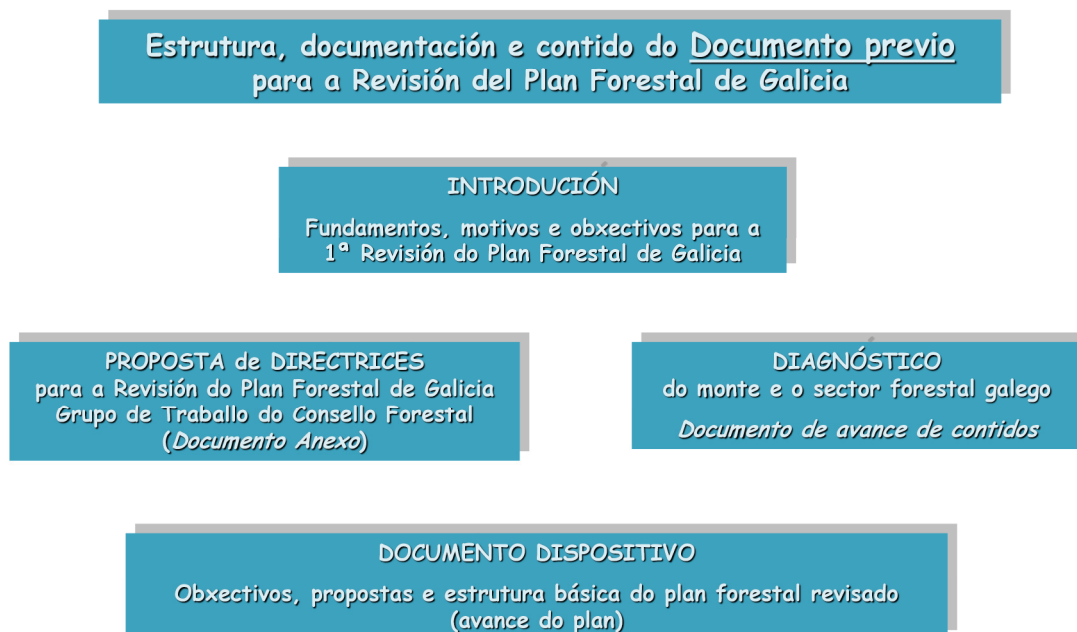 Estrutura, documentación e contido do Documento previo
para a Revisión del Plan Forestal de Galicia
INTRODUCIÓN
Fundamentos, motivos e obxectivos para a
1ª Revisión do Plan Forestal de Galicia
PROPOSTA de DIRECTRICES
para a Revisión do Plan Forestal de Galicia
Grupo de Traballo do Consello Forestal
(Documento Anexo)
DIAGNÓSTICO
do monte e o sector forestal galego
Documento de avance de contidos
DOCUMENTO DISPOSITIVO
Obxectivos, propostas e estrutura básica do plan forestal revisado
(avance do plan)